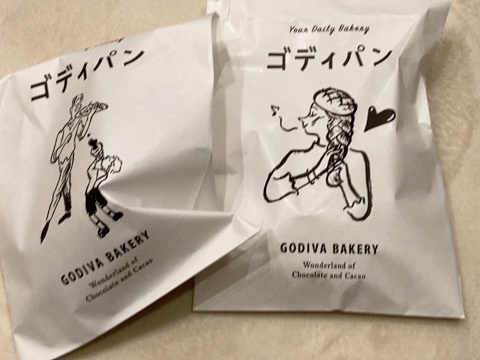 ゴディパン
GODIVA BAKERY
Wonderland of
Chocolate and Cacao
Your Daily Bakery
ゴディパン
GODIVA BAKERY
Wonderland of
Chocolate and Cacao